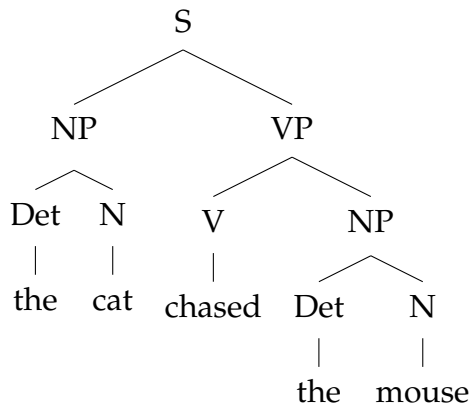 S
NP VP
Det N V NP
the cat chased Det N
the mouse